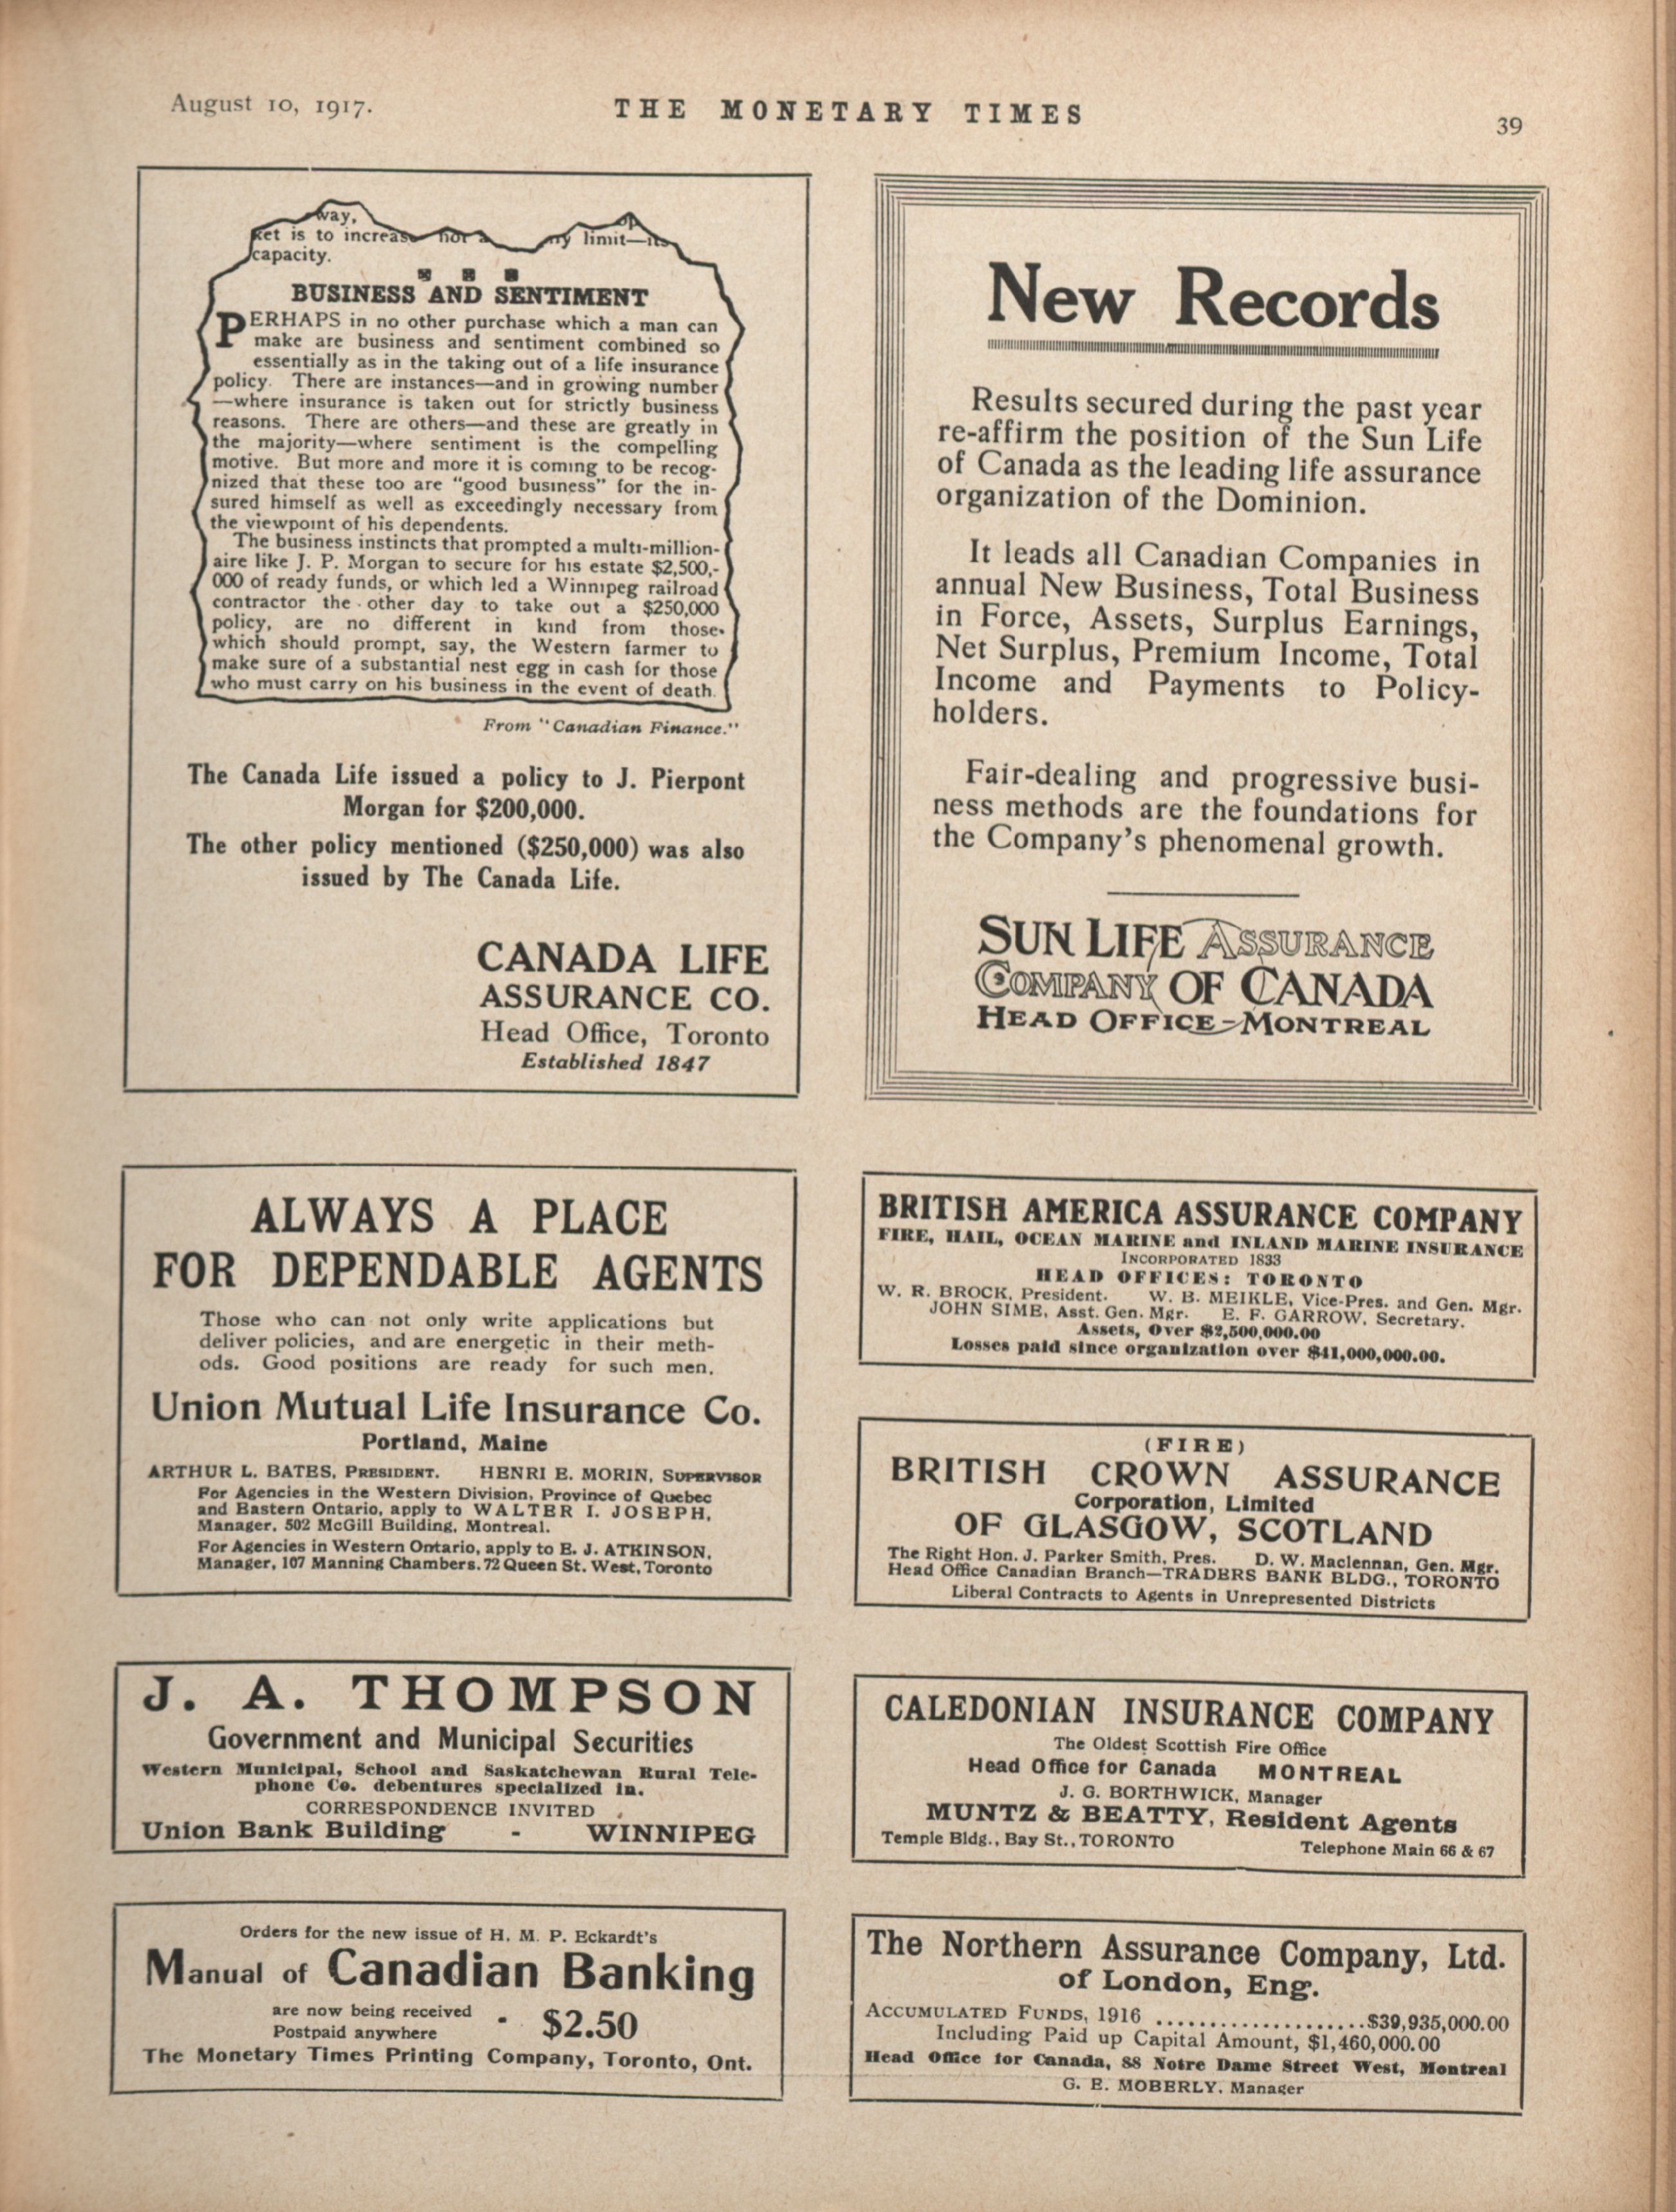 August 10, 1917.
THE MONETARY TIMES
39
way,
ket is to increase
limit—its
capacity.
BUSINESS AND SENTIMENT
PERHAPS in no other purchase which a man can
make are business and sentiment combined so
essentially as in the taking out of a life insurance
policy. There are instances—and in growing number
—where insurance is taken out for strictly business
reasons. There are others—and these are greatly in
the majority—where sentiment is the compelling
motive. But more and more it is coming to be recog-
nized that these too are "good business" for the in-
sured himself as well as exceedingly necessary from
the viewpoint of his dependents.
The business instincts that prompted a multi-million-
aire like J. P. Morgan to secure for his estate $2,500,-
000 of ready funds, or which led a Winnipeg railroad
contractor the other day to take out a $250,000
policy, are no different in kind from those
which should prompt, say, the Western farmer to
make sure of a substantial nest egg in cash for those
who must carry on his business in the event of death.
From "Canadian Finance."
The Canada Life issued a policy to J. Pierpont
Morgan for $200,000.
The other policy mentioned ($250,000) was also
issued by The Canada Life.
CANADA LIFE
ASSURANCE CO.
Head Office, Toronto
Established 1847
New Records
Results secured during the past year
re-affirm the position of the Sun Life
of Canada as the leading life assurance
organization of the Dominion.
It leads all Canadian Companies in
annual New Business, Total Business
in Force, Assets, Surplus Earnings,
Net Surplus, Premium Income, Total
Income and Payments to Policy-
holders.
Fair-dealing and progressive busi-
ness methods are the foundations for
the Company's phenomenal growth.
SUN LIFE ASSURANCE
COMPANY OF CANADA
HEAD OFFICE—MONTREAL
ALWAYS A PLACE
FOR DEPENDABLE AGENTS
Those who can not only write applications but
deliver policies, and are energetic in their meth-
ods. Good positions are ready for such men.
Union Mutual Life Insurance Co.
Portland, Maine
ARTHUR L. BATES, PRESIDENT. HENRI E. MORIN, SUPERVISOR
For Agencies in the Western Division, Province of Quebec
and Eastern Ontario, apply to WALTER I. JOSEPH,
Manager, 502 McGill Building, Montreal.
For Agencies in Western Ontario, apply to E. J. ATKINSON,
Manager, 107 Manning Chambers, 72 Queen St. West, Toronto
BRITISH AMERICA ASSURANCE COMPANY
FIRE, HAIL, OCEAN MARINE and INLAND MARINE INSURANCE
INCORPORATED 1833
HEAD OFFICES: TORONTO
W. R. BROCK, President. W. B. MEIKLE, Vice-Pres. and Gen. Mgr.
JOHN SIME, Asst. Gen. Mgr. E. F. GARROW, Secretary.
Assets, Over $2,500,000.00
Losses paid since organization over $41,000,000.00.
(FIRE)
BRITISH CROWN ASSURANCE
Corporation, Limited
OF GLASGOW, SCOTLAND
The Right Hon. J. Parker Smith, Pres. D. W. Maclennan, Gen. Mgr.
Head Office Canadian Branch—TRADERS BANK BLDG., TORONTO
Liberal Contracts to Agents in Unrepresented Districts
J. A. THOMPSON
Government and Municipal Securities
Western Municipal, School and Saskatchewan Rural Tele-
phone Co. debentures specialized in.
CORRESPONDENCE INVITED
Union Bank Building - WINNIPEG
CALEDONIAN INSURANCE COMPANY
The Oldest Scottish Fire Office
Head Office for Canada MONTREAL
J. G. BORTHWICK, Manager
MUNTZ & BEATTY, Resident Agents
Temple Bldg., Bay St., TORONTO Telephone Main 66 & 67
Orders for the new issue of H. M. P. Eckardt's
Manual of Canadian Banking
are now being received
Postpaid anywhere - $2.50
The Monetary Times Printing Company, Toronto, Ont.
The Northern Assurance Company, Ltd.
of London, Eng.
ACCUMULATED FUNDS, 1916 ....................$39,935,000.00
Including Paid up Capital Amount, $1,460,000.00
Head Office for Canada, 88 Notre Dame Street West, Montreal
G. E. MOBERLY, Manager